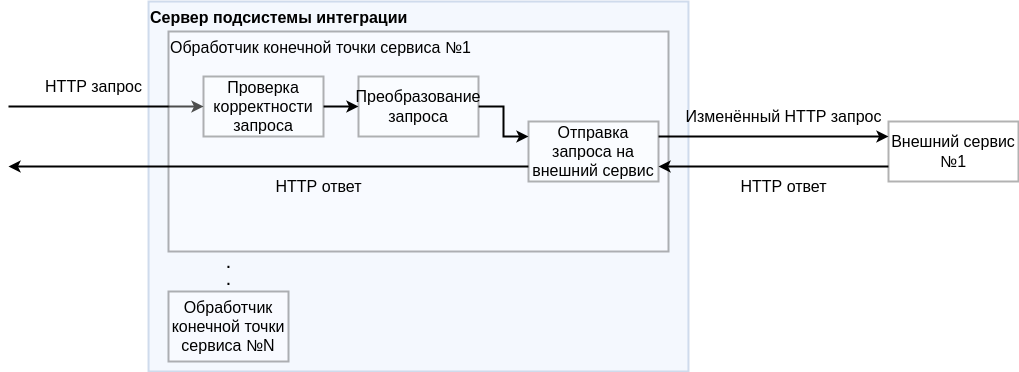 Сервер подсистемы интеграции
Обработчик конечной точки сервиса №1
HTTP запрос
Проверка
корректности
запроса
Преобразование
запроса
Отправка
запроса на
внешний сервис
Изменённый HTTP запрос
Внешний сервис
№1
HTTP ответ
HTTP ответ
.
.
Обработчик
конечной точки
сервиса №N